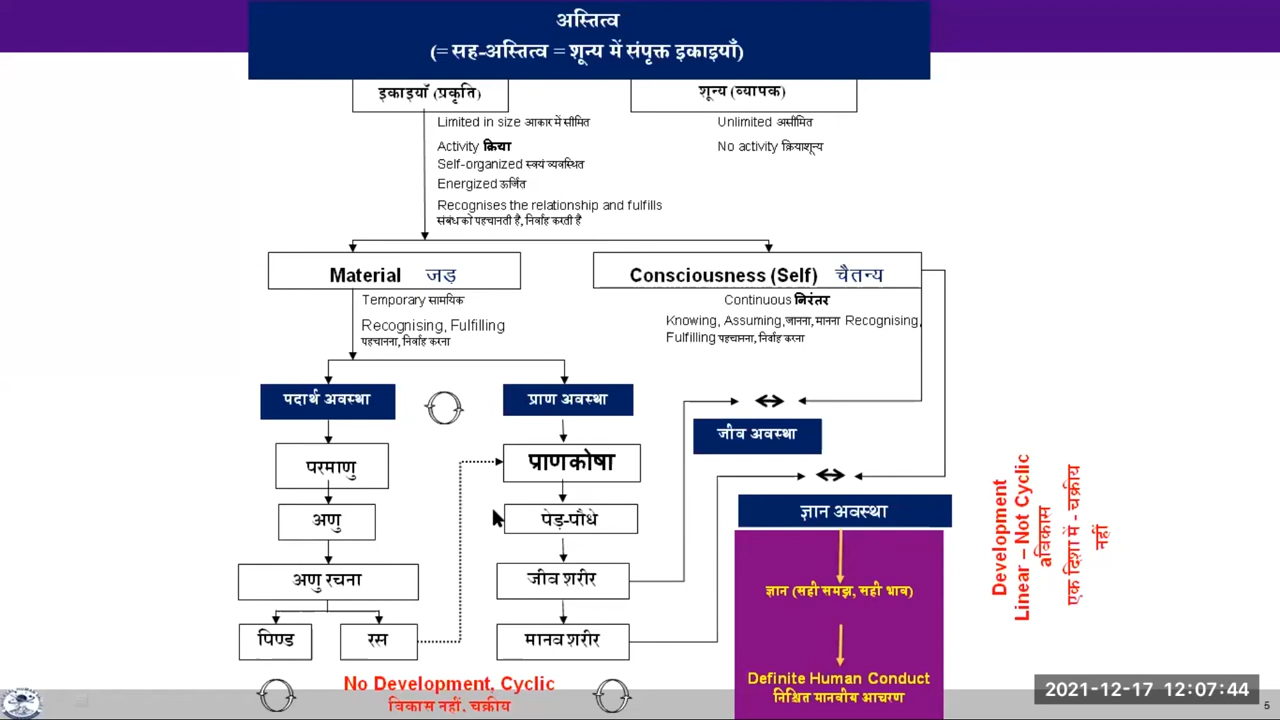 अस्तित्व
(= सह-अस्तित्व = शून्य में संपृक्त इकाइयाँ)
इकाइयाँ (प्रकृति)
शून्य (व्यापक)
Limited in size आकार में सीमित
Unlimited असीमित
Activity क्रिया
No activity क्रियाशून्य
Self-organized स्वयं व्यवस्थित
Energized ऊर्जित
Recognises the relationship and fulfills
संबंध को पहचानती है, निर्वाह करती है
Material जड़
Consciousness (Self) चैतन्य
Temporary सामयिक
Continuous निरंतर
Recognising, Fulfilling
पहचानना, निर्वाह करना
Knowing, Assuming,जानना, मानना Recognising,
Fulfilling पहचानना, निर्वाह करना
पदार्थ अवस्था
प्राण अवस्था
जीव अवस्था
परमाणु
प्राणकोषा
अणु
पेड़-पौधे
ज्ञान अवस्था
अणु रचना
जीव शरीर
ज्ञान (सही समझ, सही भाव)
पिण्ड
रस
मानव शरीर
Definite Human Conduct
निश्चित मानवीय आचरण
No Development, Cyclic
विकास नहीं, चक्रीय
Development
Linear – Not Cyclic
एक दिशा में - चक्रीय
नहीं
2021-12-17 12:07:44
5